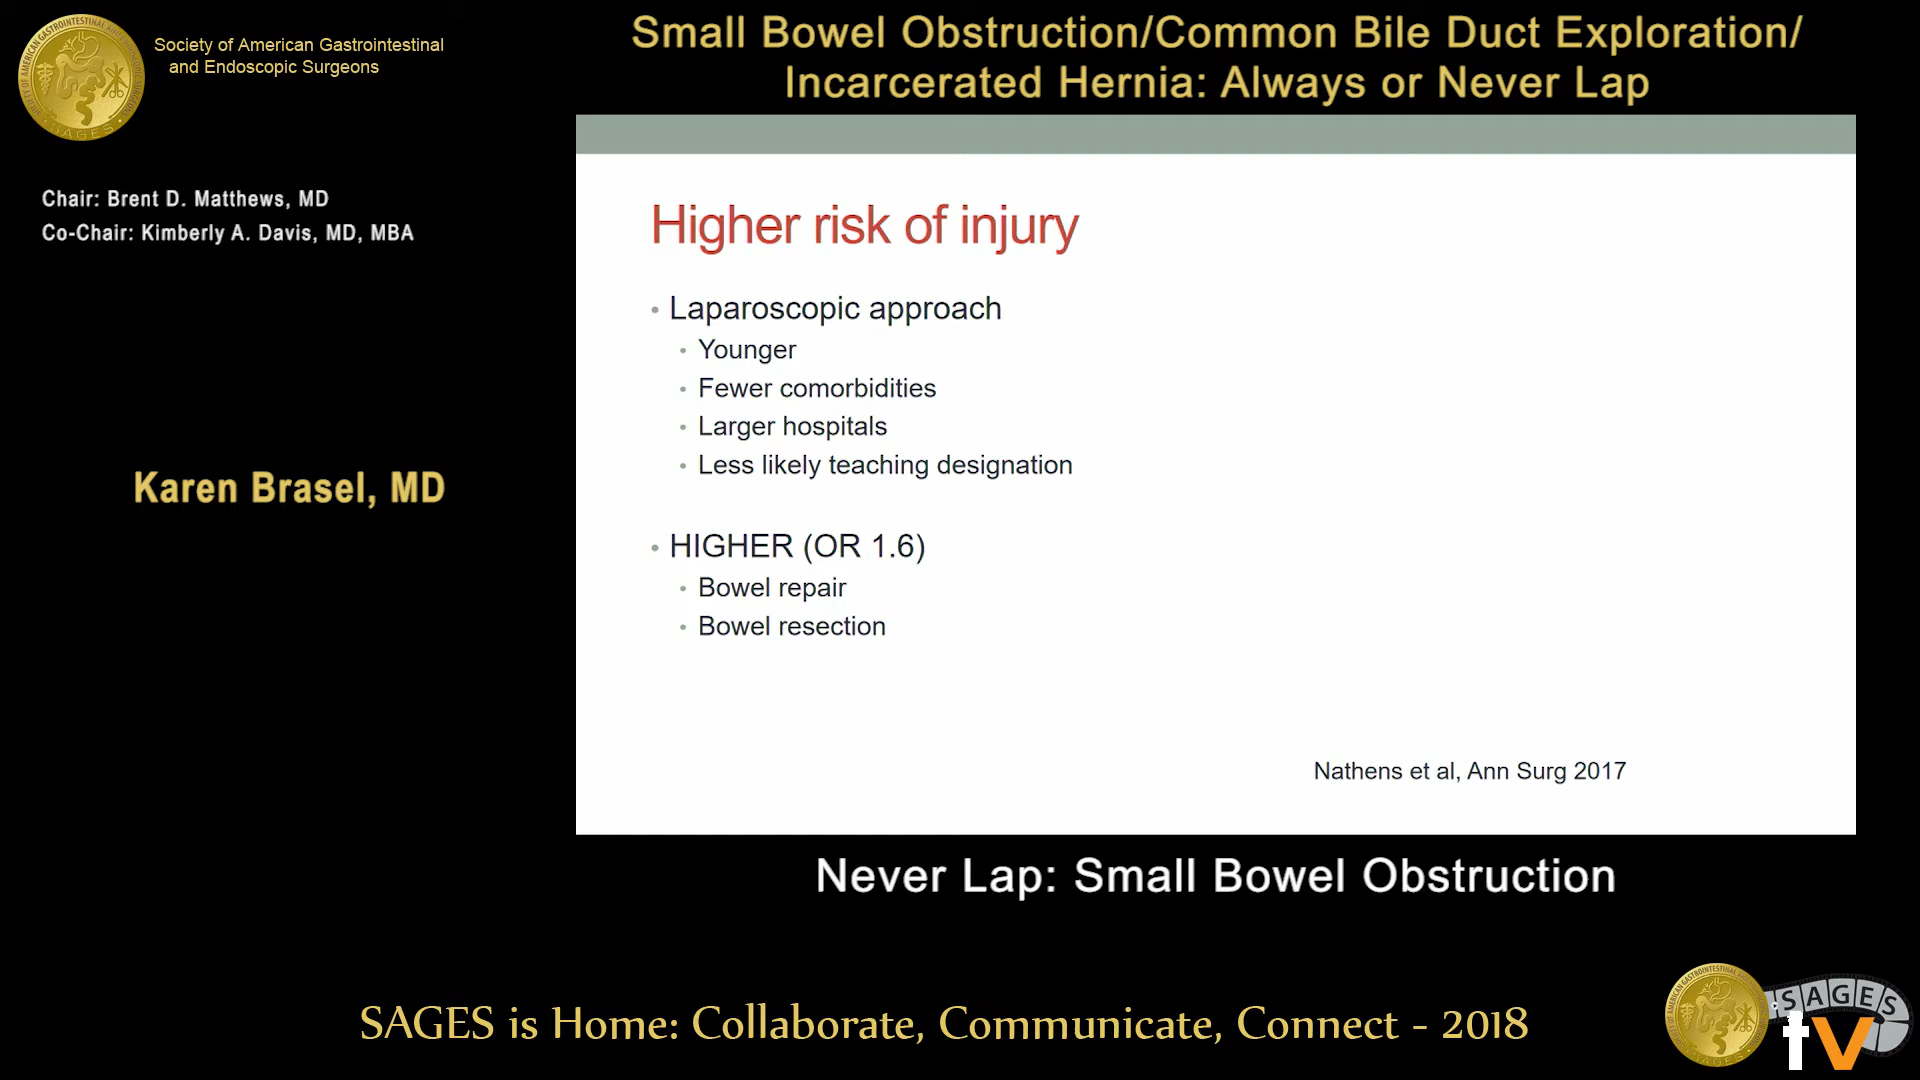 Society of American Gastrointestinal
and Endoscopic Surgeons
Small Bowel Obstruction/Common Bile Duct Exploration/
Incarcerated Hernia: Always or Never Lap
Chair: Brent D. Matthews, MD
Co-Chair: Kimberly A. Davis, MD, MBA
Karen Brasel, MD
Higher risk of injury
• Laparoscopic approach
• Younger
• Fewer comorbidities
• Larger hospitals
• Less likely teaching designation
• HIGHER (OR 1.6)
• Bowel repair
• Bowel resection
Nathens et al, Ann Surg 2017
Never Lap: Small Bowel Obstruction
SAGES is Home: Collaborate, Communicate, Connect - 2018
SAGES
tv